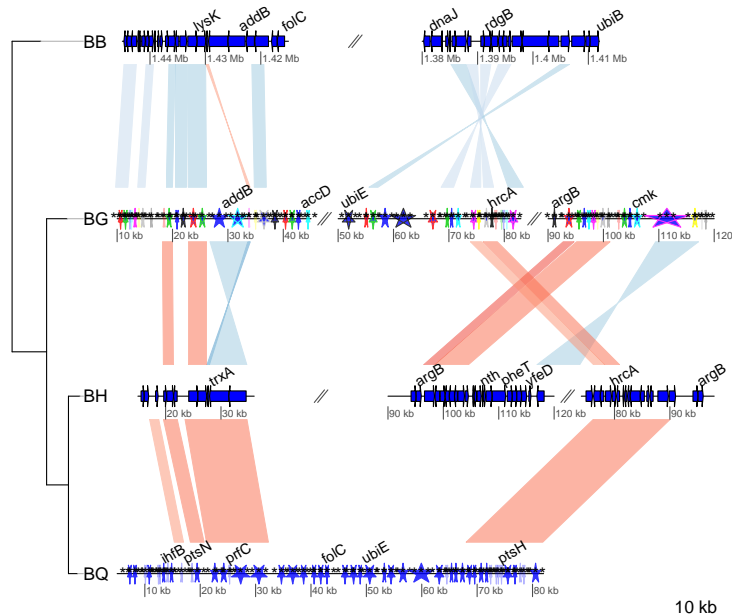 lysK addB folC dnaJ rdgB ubiB
BB //
1.44 Mb 1.43 Mb 1.42 Mb 1.38 Mb 1.39 Mb 1.4 Mb 1.41 Mb
addB accD ubiE hrcA argB cmk
BG // //
10 kb 20 kb 30 kb 40 kb 50 kb 60 kb 70 kb 80 kb 90 kb 100 kb 110 kb 120
trxA argB nth pheT yfeD hrcA argB
BH // //
20 kb 30 kb 90 kb 100 kb 110 kb 120 kb 80 kb 90 kb
ihfB ptsN prfC folC ubiE ptsH
BQ
10 kb 20 kb 30 kb 40 kb 50 kb 60 kb 70 kb 80 kb
10 kb